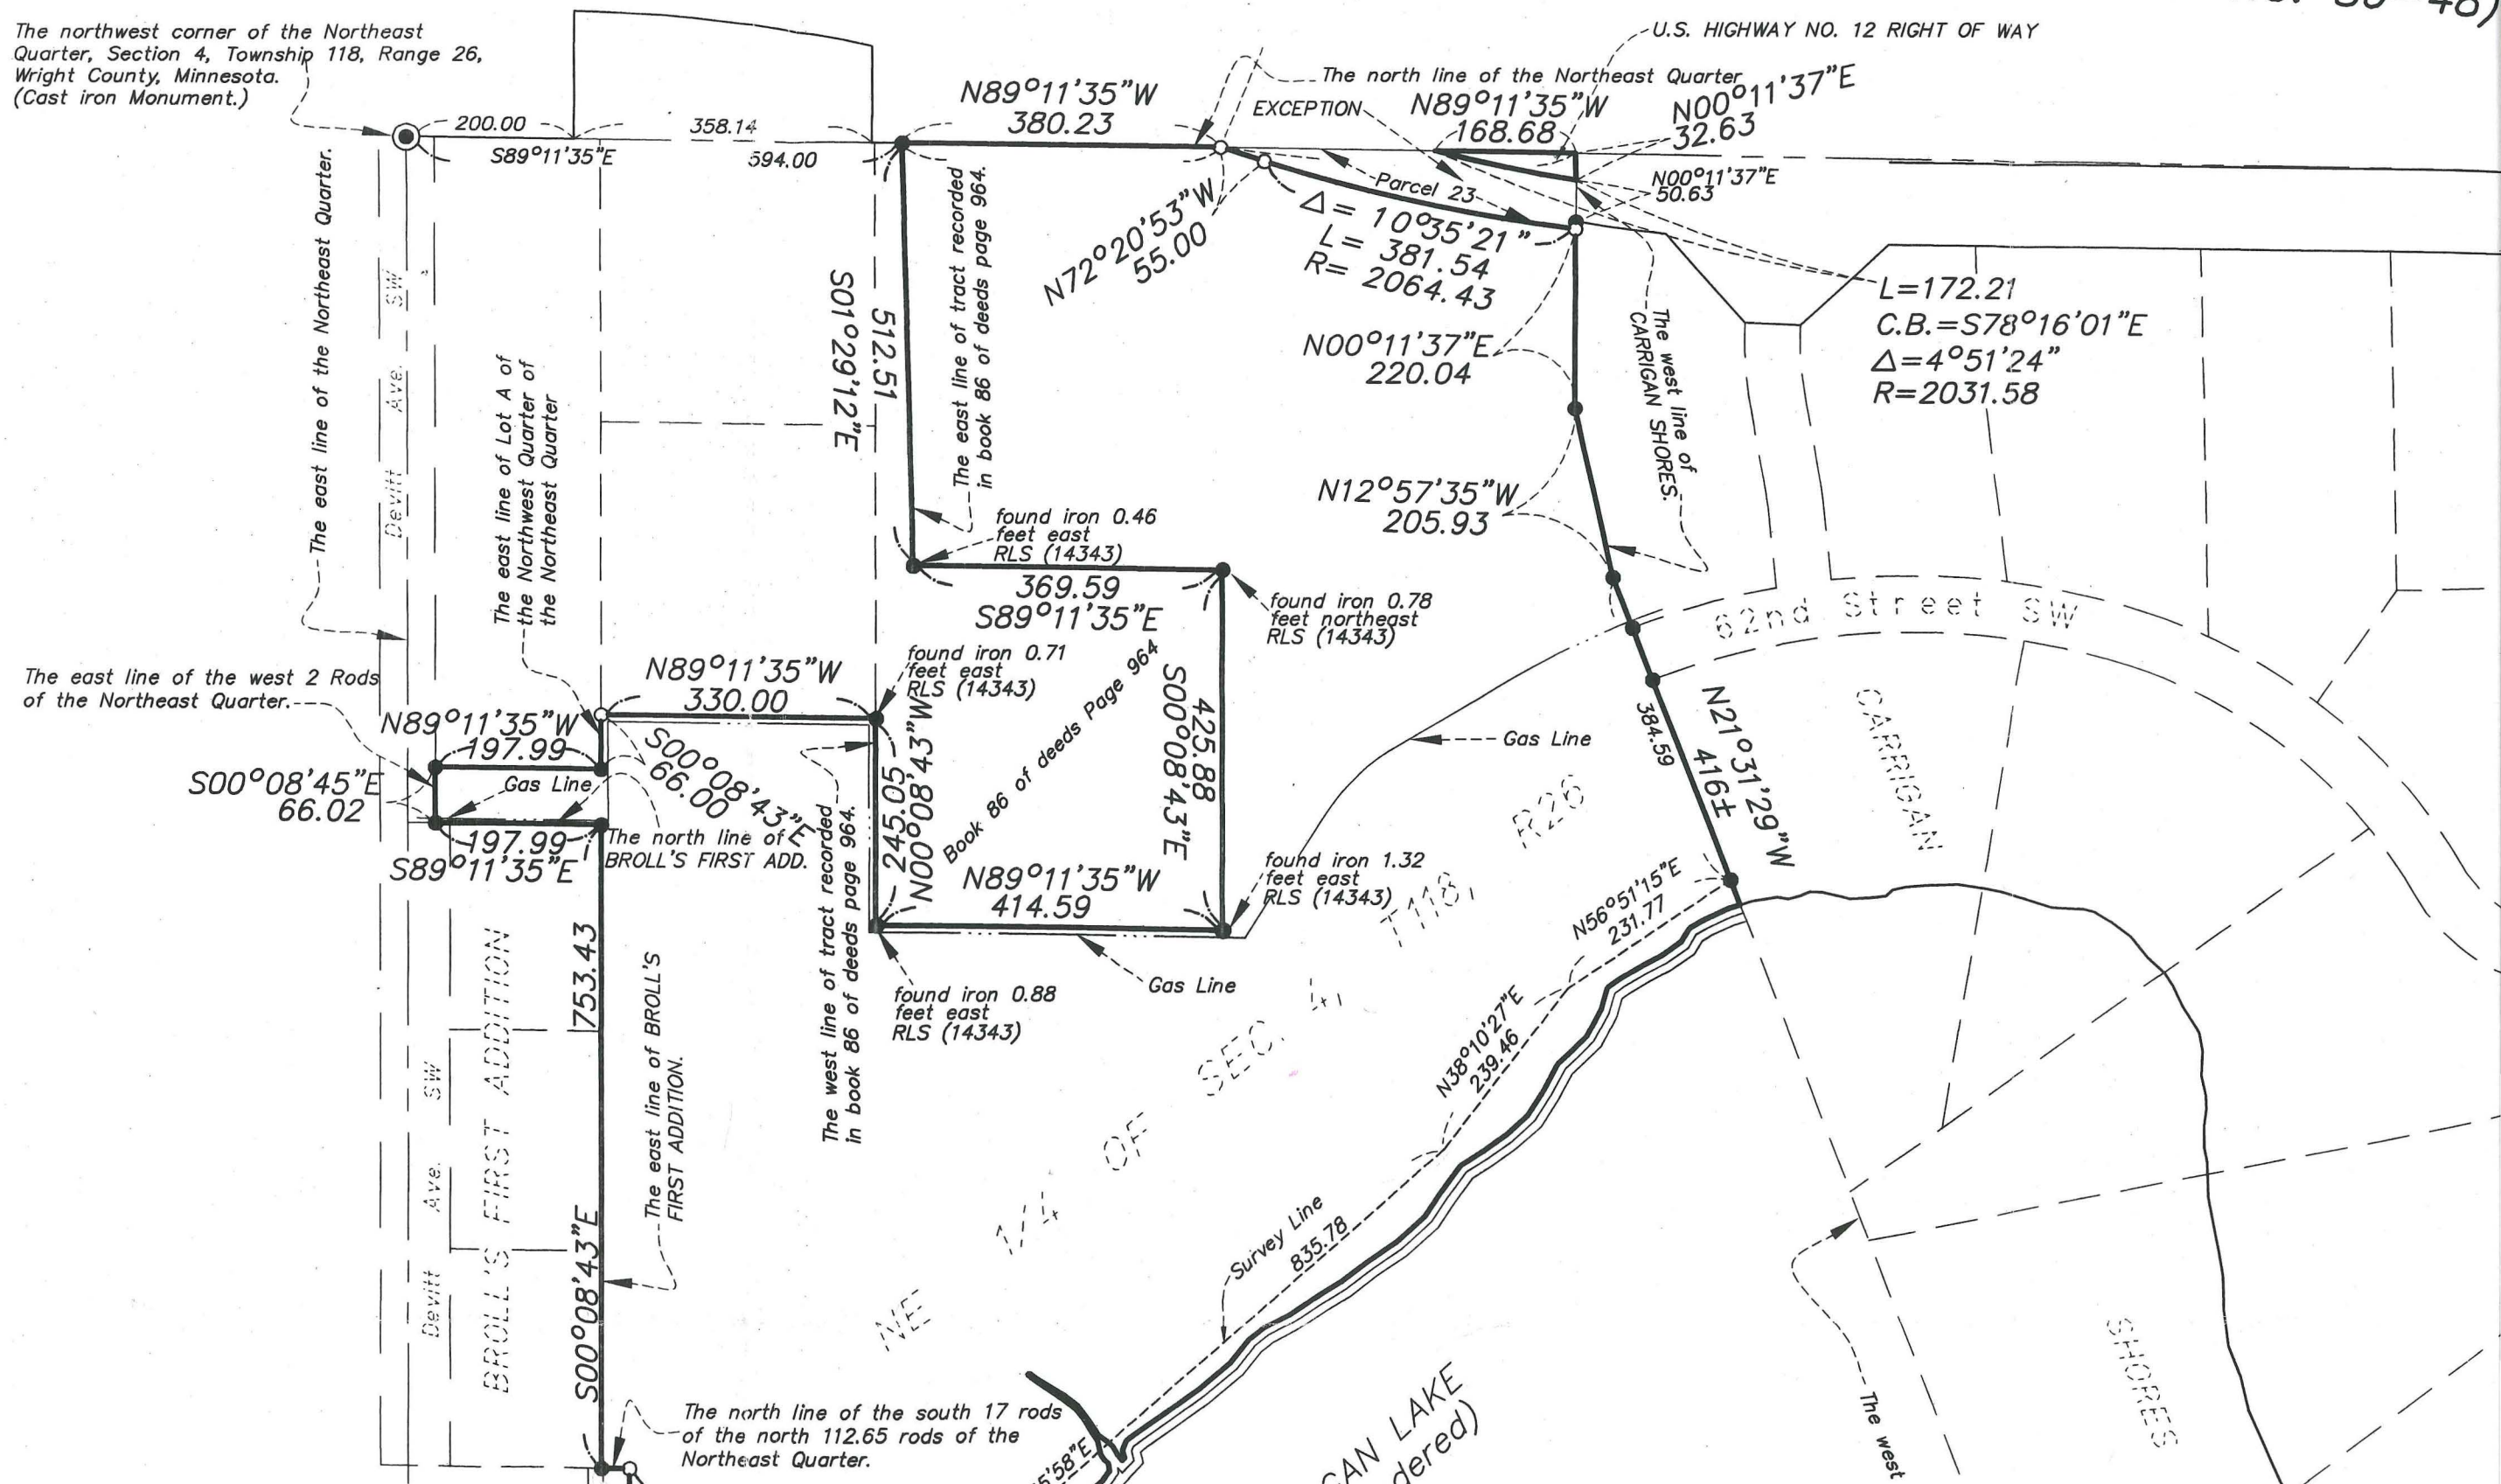 The northwest corner of the Northeast
Quarter, Section 4, Township 118, Range 26,
Wright County, Minnesota.
(Cast iron Monument.)
48)
U.S. HIGHWAY NO. 12 RIGHT OF WAY
The north line of the Northeast Quarter
EXCEPTION
200.00
S89°11'35"E
358.14
594.00
N89°11'35"W
380.23
N89°11'35"W
168.68
N00°11'37"E
32.63
N00°11'37"E
50.63
Parcel 23
N72°20'53"W
55.00
Δ= 10°35'21"
L= 381.54
R= 2064.43
L=172.21
C.B.=S78°16'01"E
Δ=4°51'24"
R=2031.58
N00°11'37"E
220.04
N12°57'35"W
205.93
The west line of
CARRIGAN SHORES.
The east line of the Northeast Quarter.
Devitt Ave. SW
The east line of Lot A of
the Northwest Quarter of
the Northeast Quarter
512.51
S01°29'12"E
The east line of tract recorded
in book 86 of deeds page 964.
found iron 0.46
feet east
RLS (14343)
369.59
S89°11'35"E
found iron 0.78
feet northeast
RLS (14343)
62nd Street SW
The east line of the west 2 Rods
of the Northeast Quarter.
N89°11'35"W
197.99
S00°08'45"E
66.02
Gas Line
197.99
S89°11'35"E
N89°11'35"W
330.00
S00°08'43"E
66.00
The north line of
BROLL'S FIRST ADD.
found iron 0.71
feet east
RLS (14343)
245.05
N00°08'43"W
Book 86 of deeds Page 964
425.88
S00°08'43"E
N89°11'35"W
414.59
found iron 1.32
feet east
RLS (14343)
Gas Line
Gas Line
found iron 0.88
feet east
RLS (14343)
The west line of tract recorded
in book 86 of deeds page 964.
N21°31'29"W
416±
384.59
CARRIGAN
SHORES
NE 1/4 OF SEC. 4, T118, R26
N56°51'15"E
231.77
N38°10'27"E
239.46
Survey Line
835.78
BROLL'S FIRST ADDITION
Devitt Ave. SW
753.43
S00°08'43"E
The east line of BROLL'S
FIRST ADDITION.
The north line of the south 17 rods
of the north 112.65 rods of the
Northeast Quarter.
5'58"E
GAN LAKE
dered)
The west